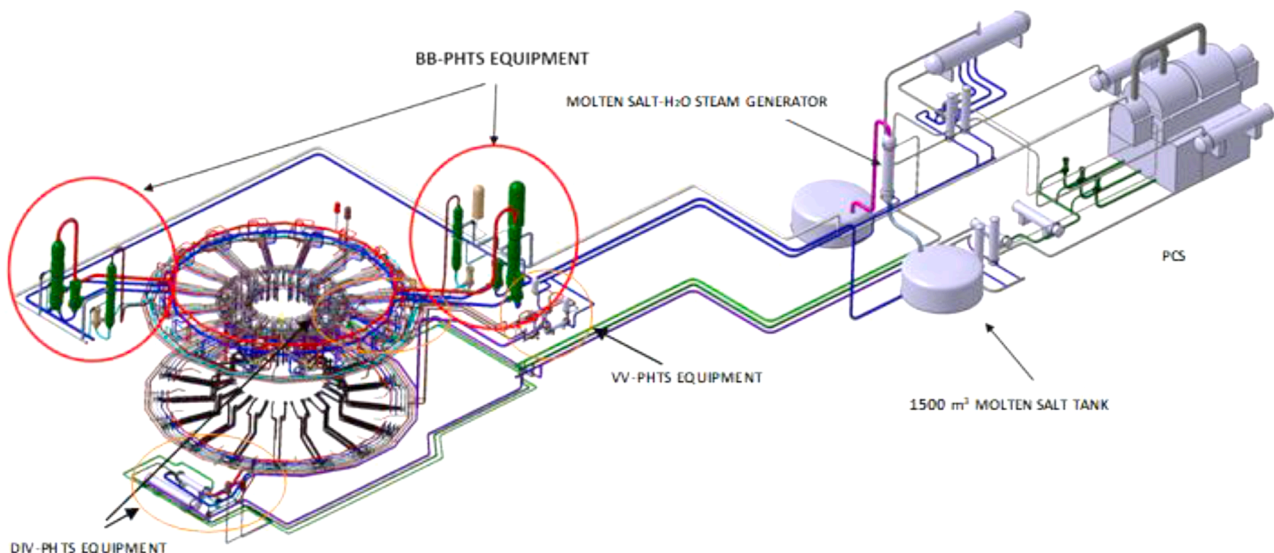 BB-PHTS EQUIPMENT
MOLTEN SALT-H₂O STEAM GENERATOR
PCS
VV-PHTS EQUIPMENT
1500 m³ MOLTEN SALT TANK
DIV-PHTS EQUIPMENT